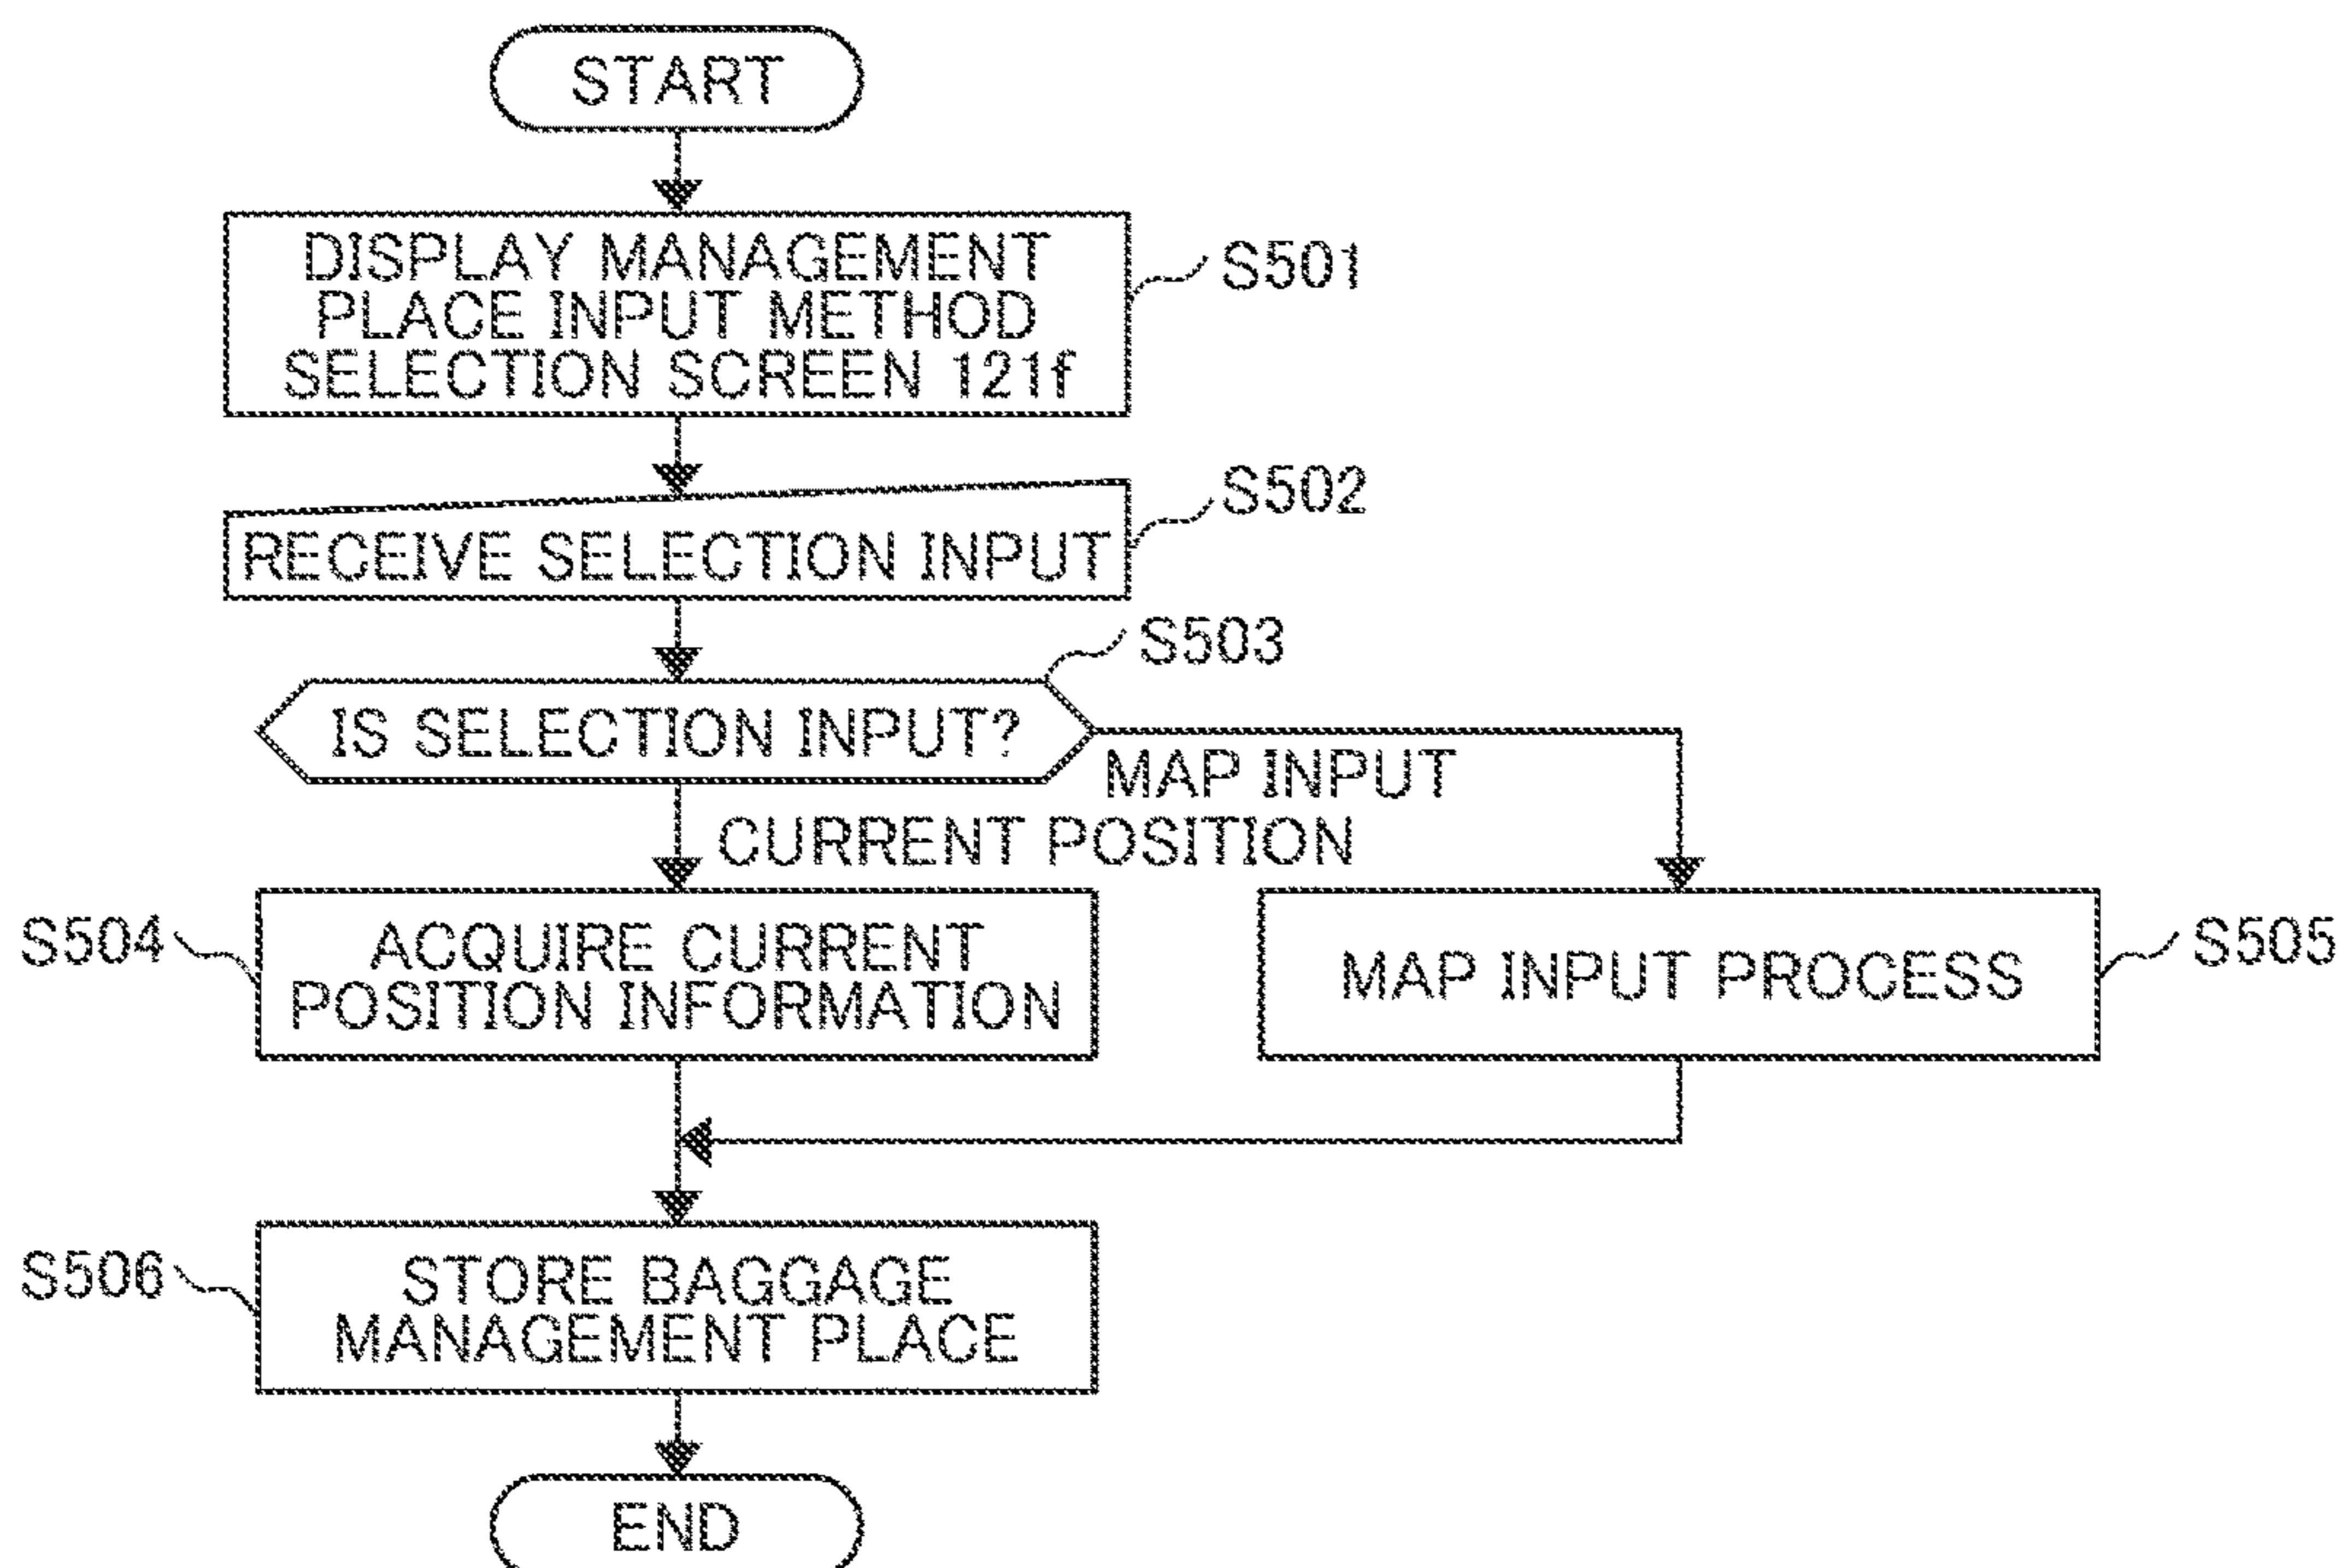 START
DISPLAY MANAGEMENT
PLACE INPUT METHOD
SELECTION SCREEN 121f
S501
RECEIVE SELECTION INPUT
S502
IS SELECTION INPUT?
S503
MAP INPUT
CURRENT POSITION
S504
ACQUIRE CURRENT
POSITION INFORMATION
MAP INPUT PROCESS
S505
S506
STORE BAGGAGE
MANAGEMENT PLACE
END